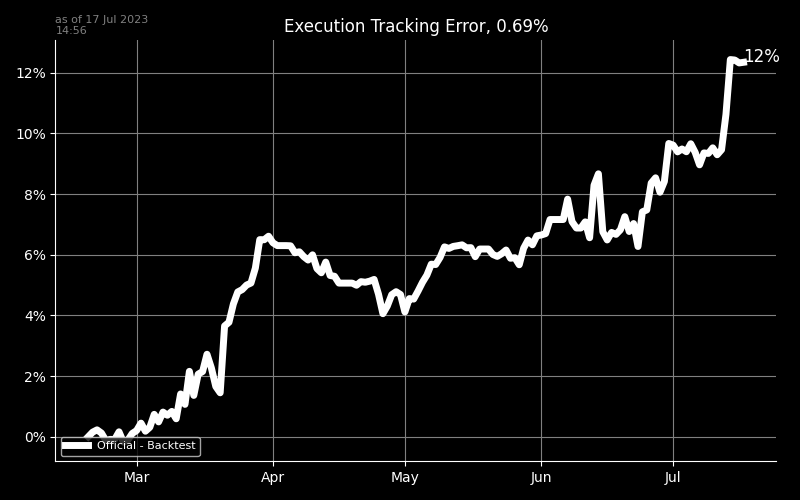 as of 17 Jul 2023
14:56
Execution Tracking Error, 0.69%
12%
12%
10%
8%
6%
4%
2%
0%
Official - Backtest
Mar Apr May Jun Jul